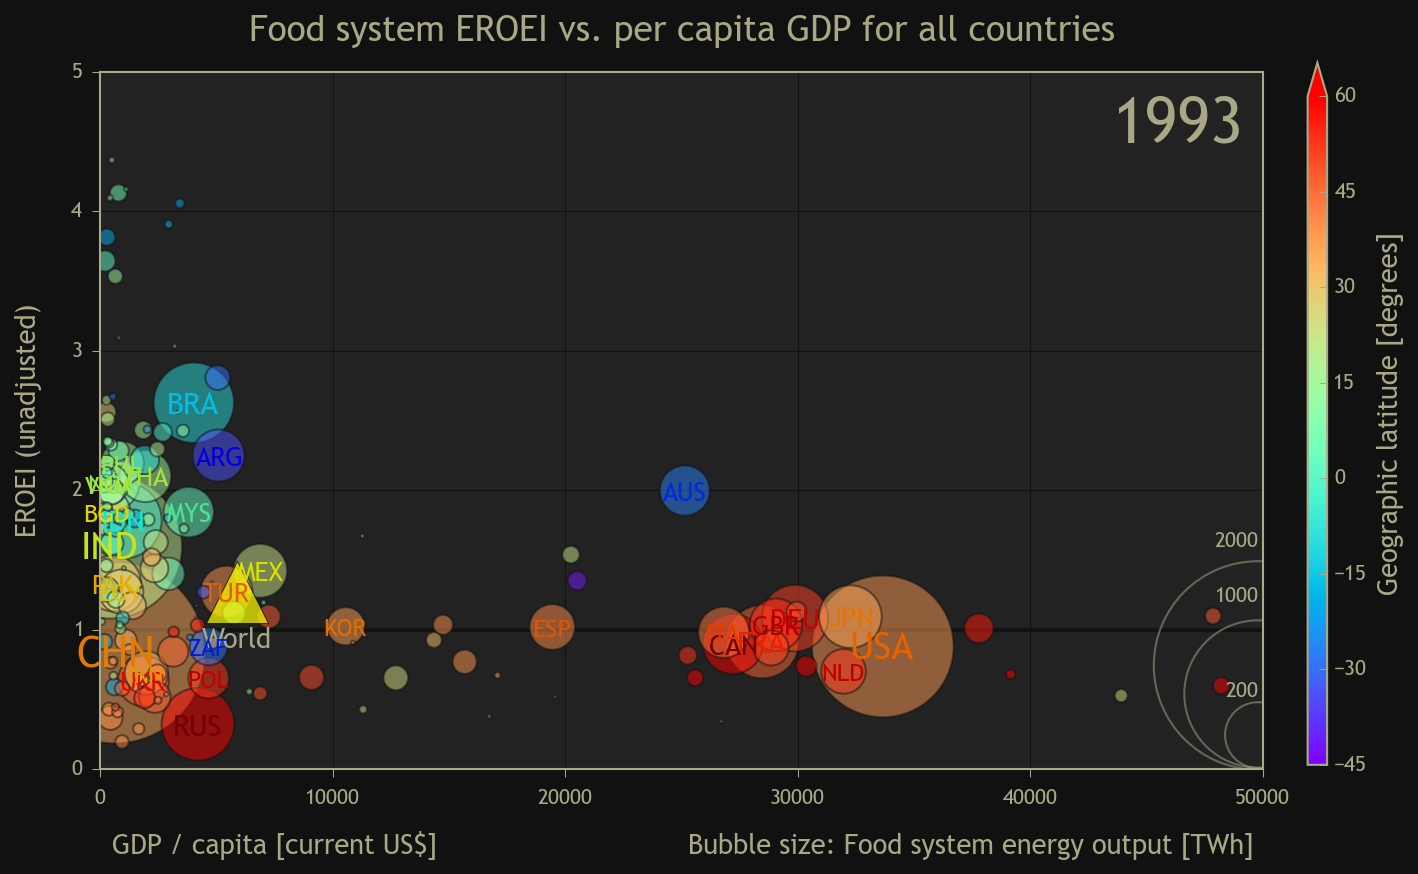 Food system EROEI vs. per capita GDP for all countries
1993
5
4
3
2
1
0
EROEI (unadjusted)
BRA
ARG
AUS
MYS
BGD
IND
MEX
TUR
PAK
World
KOR
ESP
CHN
ZAF
POL
UKR
RUS
CAN
GBR
DEU
JPN
USA
NLD
2000
1000
200
0
10000
20000
30000
40000
50000
GDP / capita [current US$]
Bubble size: Food system energy output [TWh]
60
45
30
15
0
−15
−30
−45
Geographic latitude [degrees]